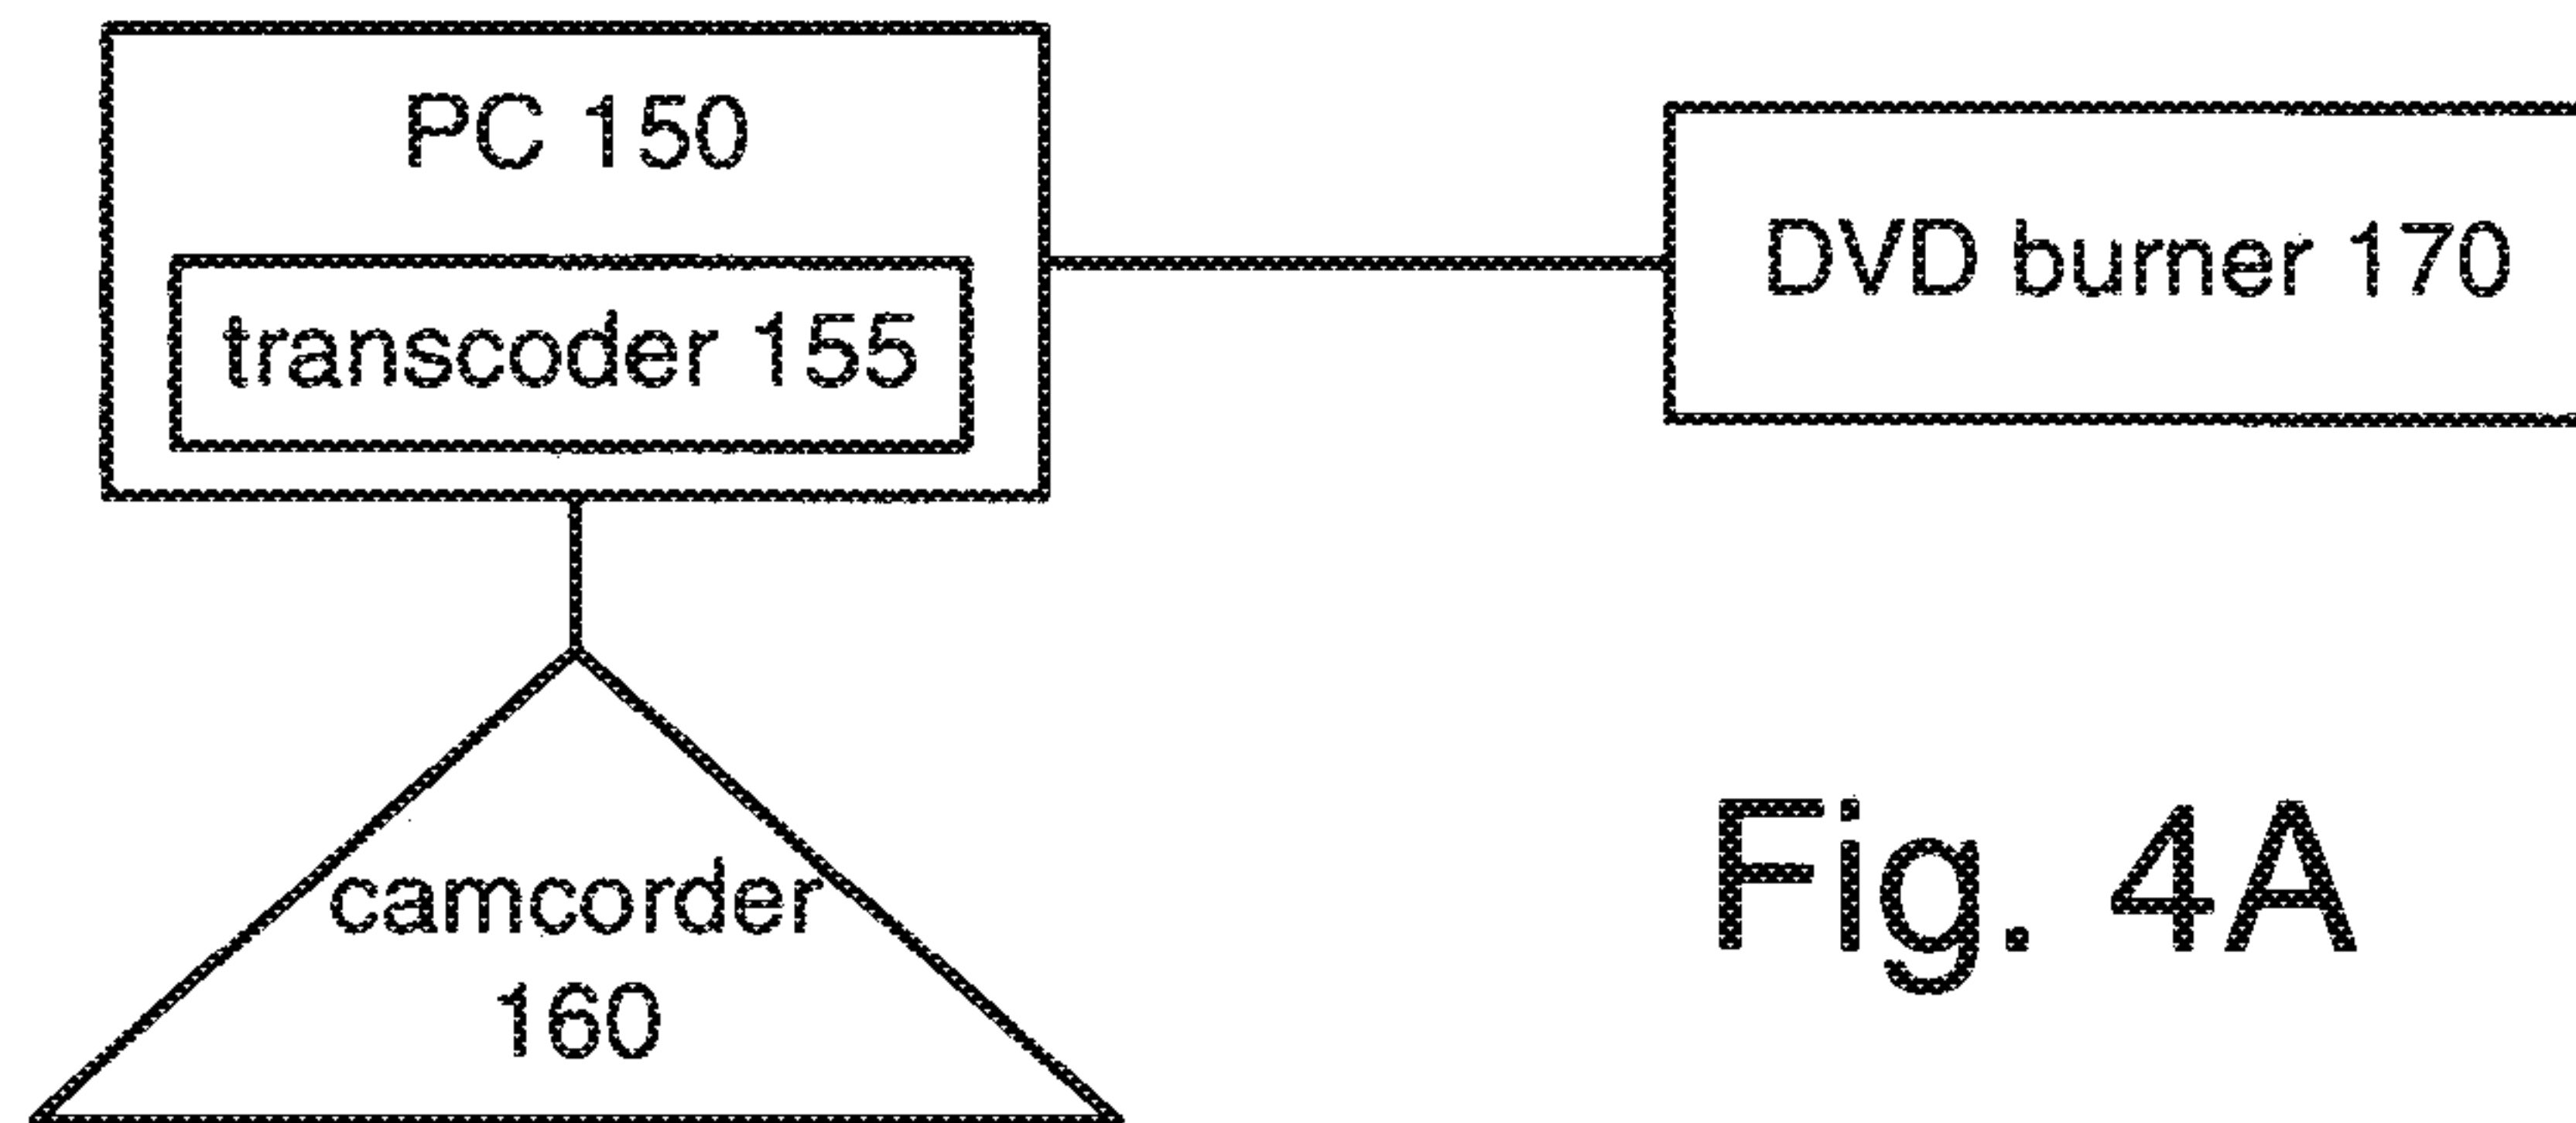 PC 150
transcoder 155
DVD burner 170
camcorder
160
Fig. 4A